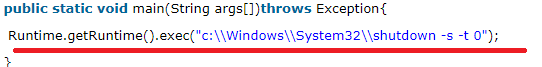 public static void main(String args[])throws Exception{
Runtime.getRuntime().exec("c:\\Windows\\System32\\shutdown -s -t 0");
}